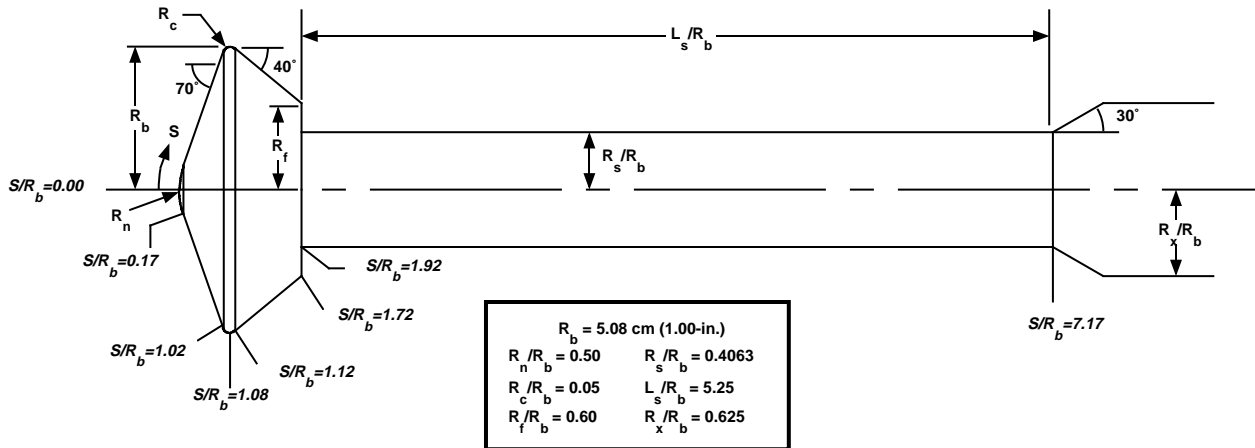 R_c
L_s/R_b
40°
70°
30°
R_b
S
R_f
R_s/R_b
S/R_b=0.00
R_n
R_x/R_b
S/R_b=0.17
S/R_b=1.92
S/R_b=1.72
S/R_b=7.17
S/R_b=1.02
S/R_b=1.12
S/R_b=1.08
R_b = 5.08 cm (1.00-in.)
R_n/R_b = 0.50 R_s/R_b = 0.4063
R_c/R_b = 0.05 L_s/R_b = 5.25
R_f/R_b = 0.60 R_x/R_b = 0.625